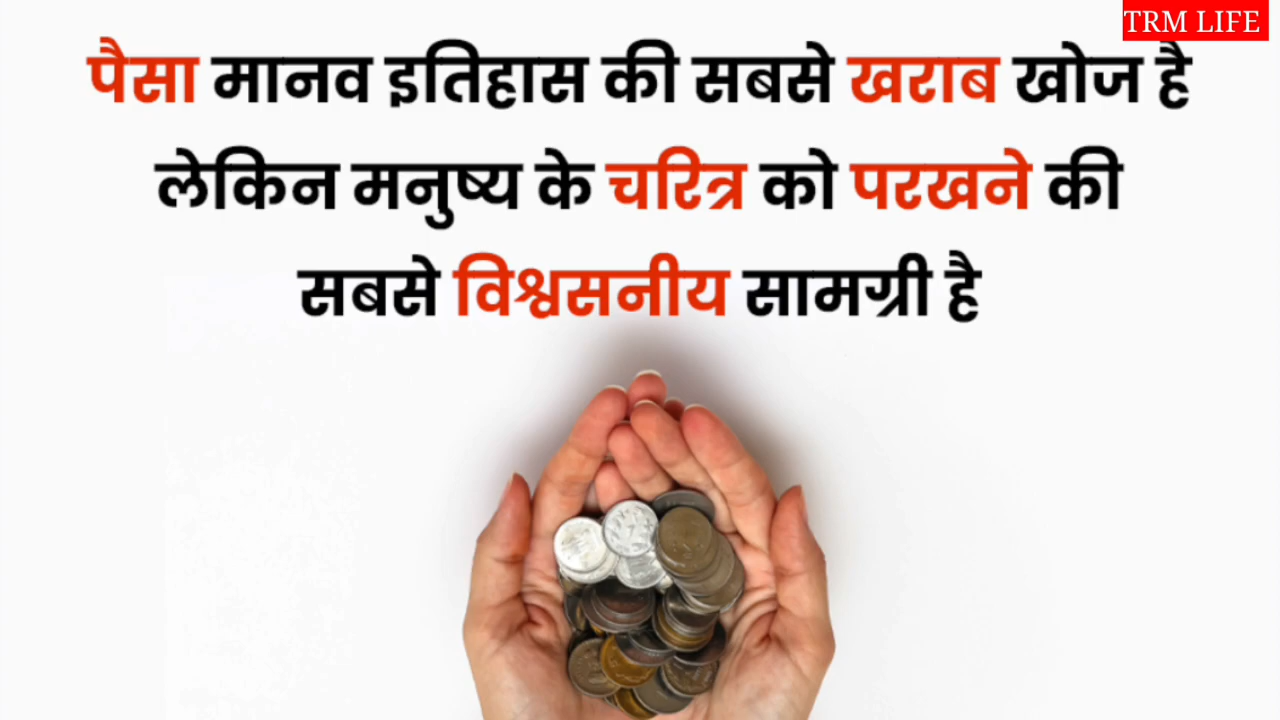 TRM LIFE
पैसा मानव इतिहास की सबसे खराब खोज है
लेकिन मनुष्य के चरित्र को परखने की
सबसे विश्वसनीय सामग्री है